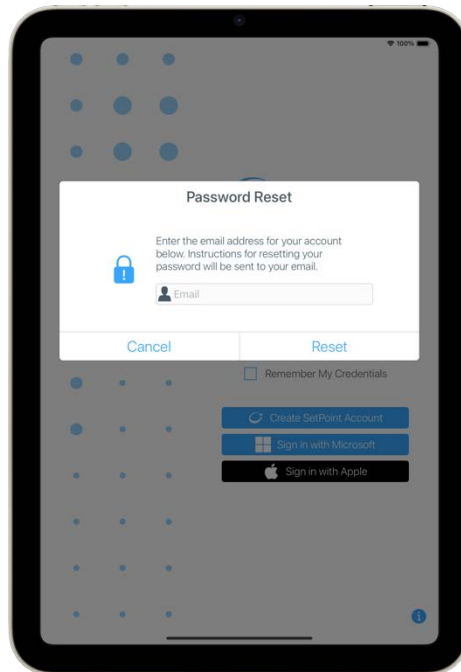 100%
Password Reset
Enter the email address for your account
below. Instructions for resetting your
password will be sent to your email.
Email
Cancel
Reset
Remember My Credentials
Create SetPoint Account
Sign in with Microsoft
Sign in with Apple